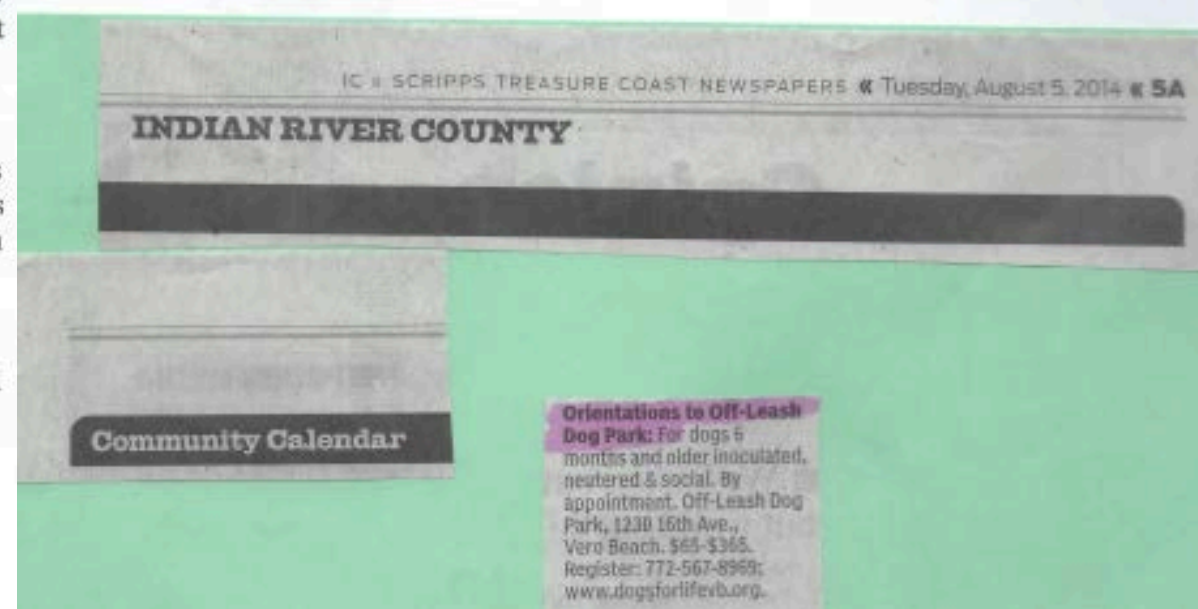 IC « SCRIPPS TREASURE COAST NEWSPAPERS « Tuesday, August 5, 2014 « 5A
INDIAN RIVER COUNTY
Community Calendar
Orientations to Off-Leash
Dog Park: For dogs 6
months and older inoculated,
neutered & social. By
appointment. Off-Leash Dog
Park, 1230 16th Ave.,
Vero Beach. $65-$365.
Register: 772-567-8969;
www.dogsforlifevb.org.